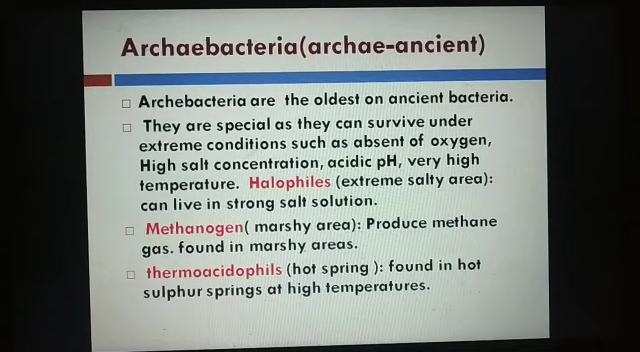 Archaebacteria(archae-ancient)
Archebacteria are the oldest on ancient bacteria.
They are special as they can survive under
extreme conditions such as absent of oxygen,
High salt concentration, acidic pH, very high
temperature. Halophiles (extreme salty area):
can live in strong salt solution.
Methanogen( marshy area): Produce methane
gas. found in marshy areas.
thermoacidophils (hot spring ): found in hot
sulphur springs at high temperatures.